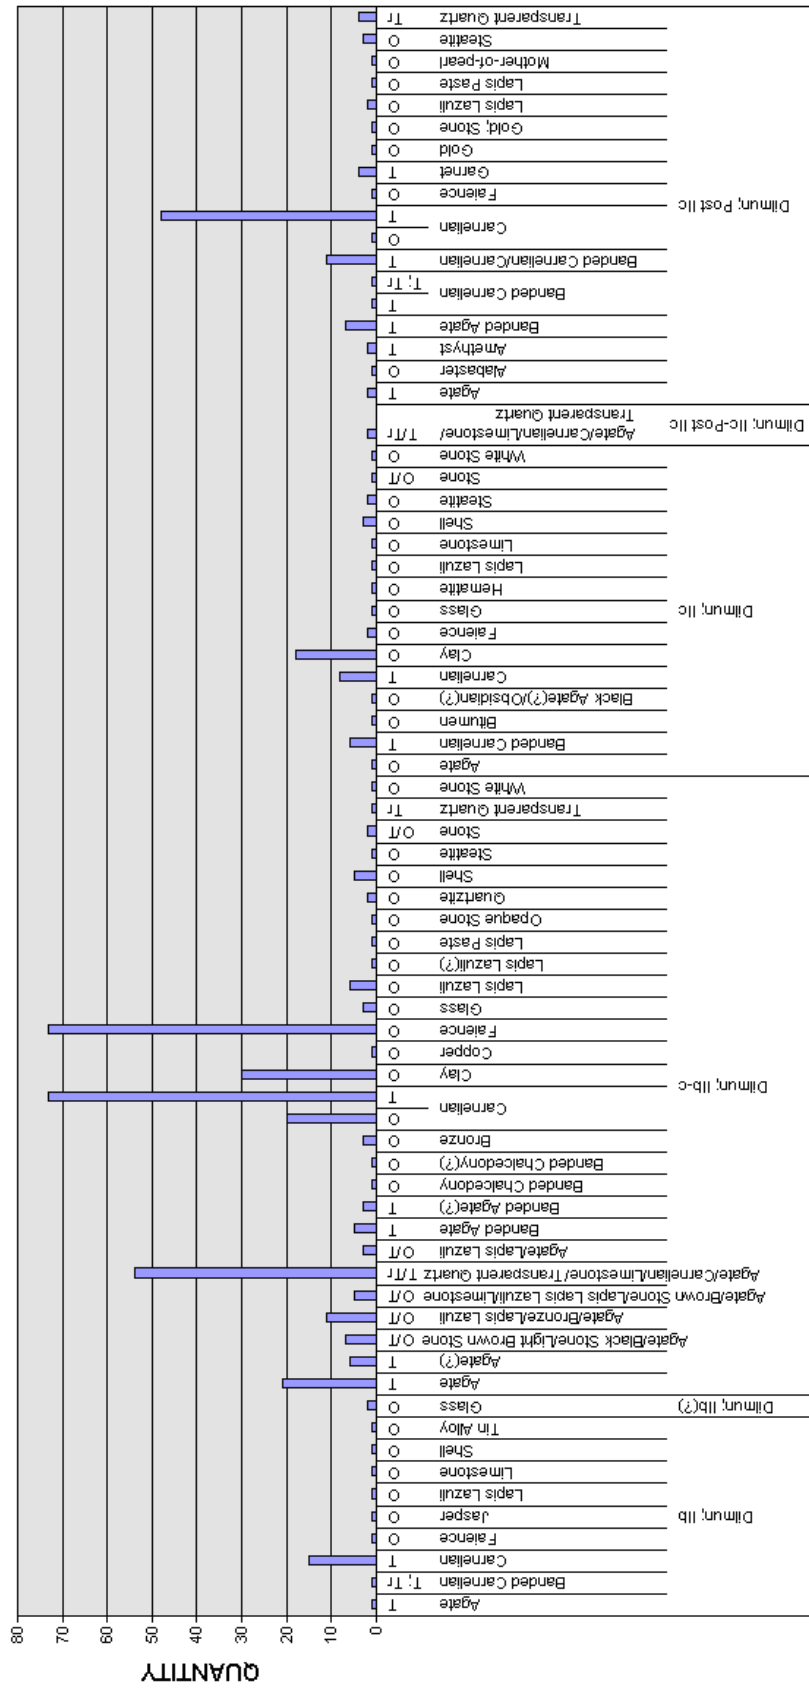 QUANTITY
80
70
60
50
40
30
20
10
0
Dilmun; IIb
Agate T
Banded Carnelian T; Tr
Carnelian T
Faience O
Jasper O
Lapis Lazuli O
Limestone O
Shell O
Tin Alloy O
Dilmun; IIb(?)
Glass O
Dilmun; IIb-c
Agate T
Agate(?) T
Agate/Black Stone/Light Brown Stone O/T
Agate/Bronze/Lapis Lazuli O/T
Agate/Brown Stone/Lapis Lapis Lazuli/Limestone O/T
Agate/Carnelian/Limestone/Transparent Quartz T/Tr
Agate/Lapis Lazuli O/T
Banded Agate T
Banded Agate(?) T
Banded Chalcedony O
Banded Chalcedony(?) O
Bronze O
Carnelian O
T
Clay O
Copper O
Faience O
Glass O
Lapis Lazuli O
Lapis Lazuli(?) O
Lapis Paste O
Opaque Stone O
Quartzite O
Shell O
Steatite O
Stone O/T
Transparent Quartz Tr
White Stone O
Dilmun; IIc
Agate O
Banded Carnelian T
Bitumen O
Black Agate(?)/Obsidian(?) O
Carnelian T
Clay O
Faience O
Glass O
Hematite O
Lapis Lazuli O
Limestone O
Shell O
Steatite O
Stone O/T
White Stone O
Dilmun; IIc-Post IIc
Agate/Carnelian/Limestone/ T/Tr
Transparent Quartz
Dilmun; Post IIc
Agate T
Alabaster O
Amethyst T
Banded Agate T
Banded Carnelian T
T; Tr
Banded Carnelian/Carnelian T
Carnelian O
T
Faience O
Garnet T
Gold O
Gold; Stone O
Lapis Lazuli O
Lapis Paste O
Mother-of-pearl O
Steatite O
Transparent Quartz Tr